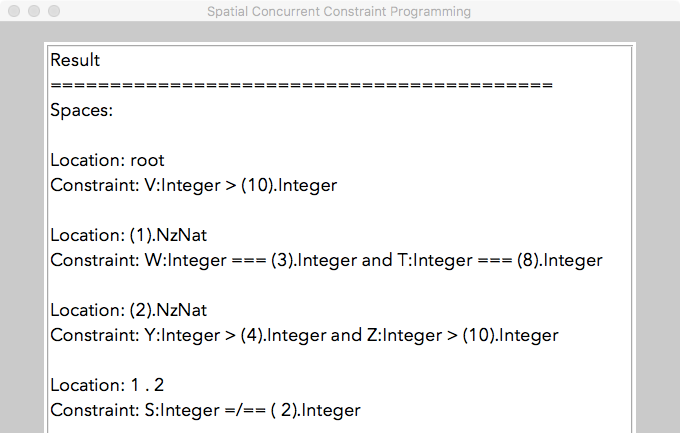 Spatial Concurrent Constraint Programming
Result
==========================================
Spaces:
Location: root
Constraint: V:Integer > (10).Integer
Location: (1).NzNat
Constraint: W:Integer === (3).Integer and T:Integer === (8).Integer
Location: (2).NzNat
Constraint: Y:Integer > (4).Integer and Z:Integer > (10).Integer
Location: 1 . 2
Constraint: S:Integer =/== ( 2).Integer